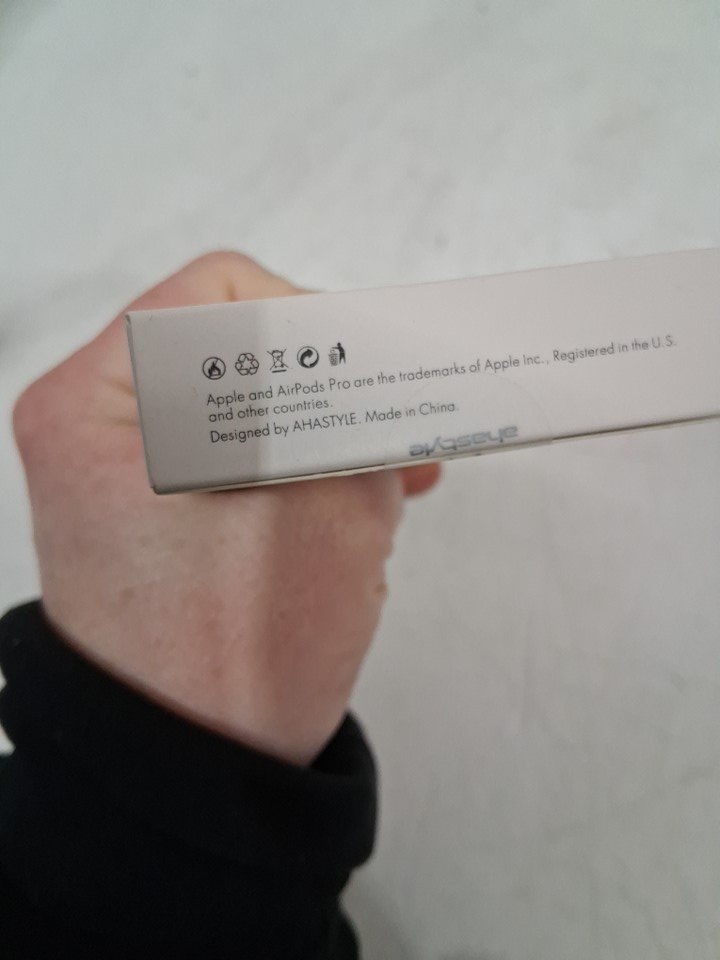 Apple and AirPods Pro are the trademarks of Apple Inc., Registered in the U.S.
and other countries.
Designed by AHASTYLE. Made in China.
ahastyle